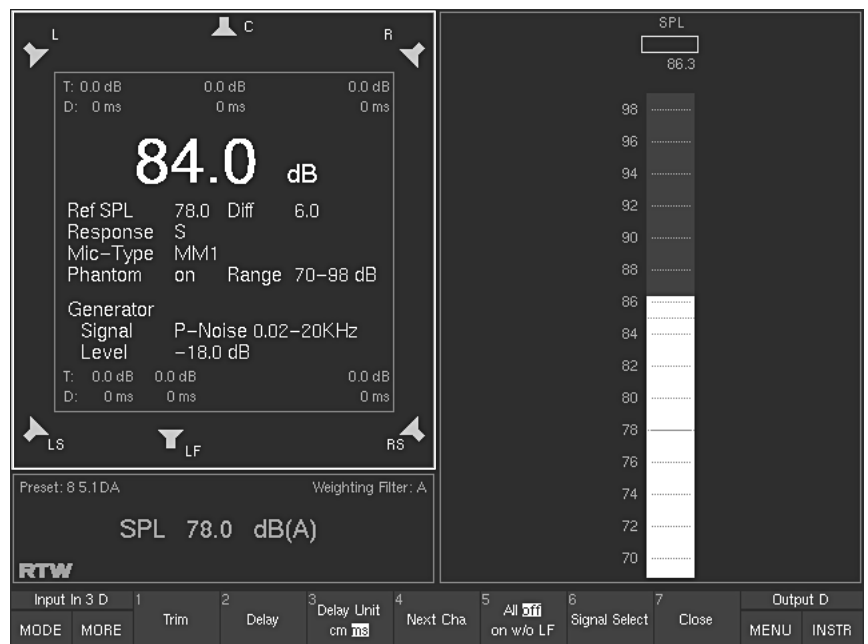 L C R
T: 0.0 dB 0.0 dB 0.0 dB
D: 0 ms 0 ms 0 ms
84.0 dB
Ref SPL 78.0 Diff 6.0
Response S
Mic-Type MM1
Phantom on Range 70-98 dB
Generator
Signal P-Noise 0.02-20KHz
Level -18.0 dB
T: 0.0 dB 0.0 dB 0.0 dB
D: 0 ms 0 ms 0 ms
LS LF RS
Preset: 8 5.1 DA Weighting Filter: A
SPL 78.0 dB(A)
RTW
SPL
86.3
98
96
94
92
90
88
86
84
82
80
78
76
74
72
70
Input In 3 D 1 Trim 2 Delay 3 Delay Unit 4 Next Cha 5 All off 6 Signal Select 7 Close Output D
MODE MORE cm ms on w/o LF MENU INSTR